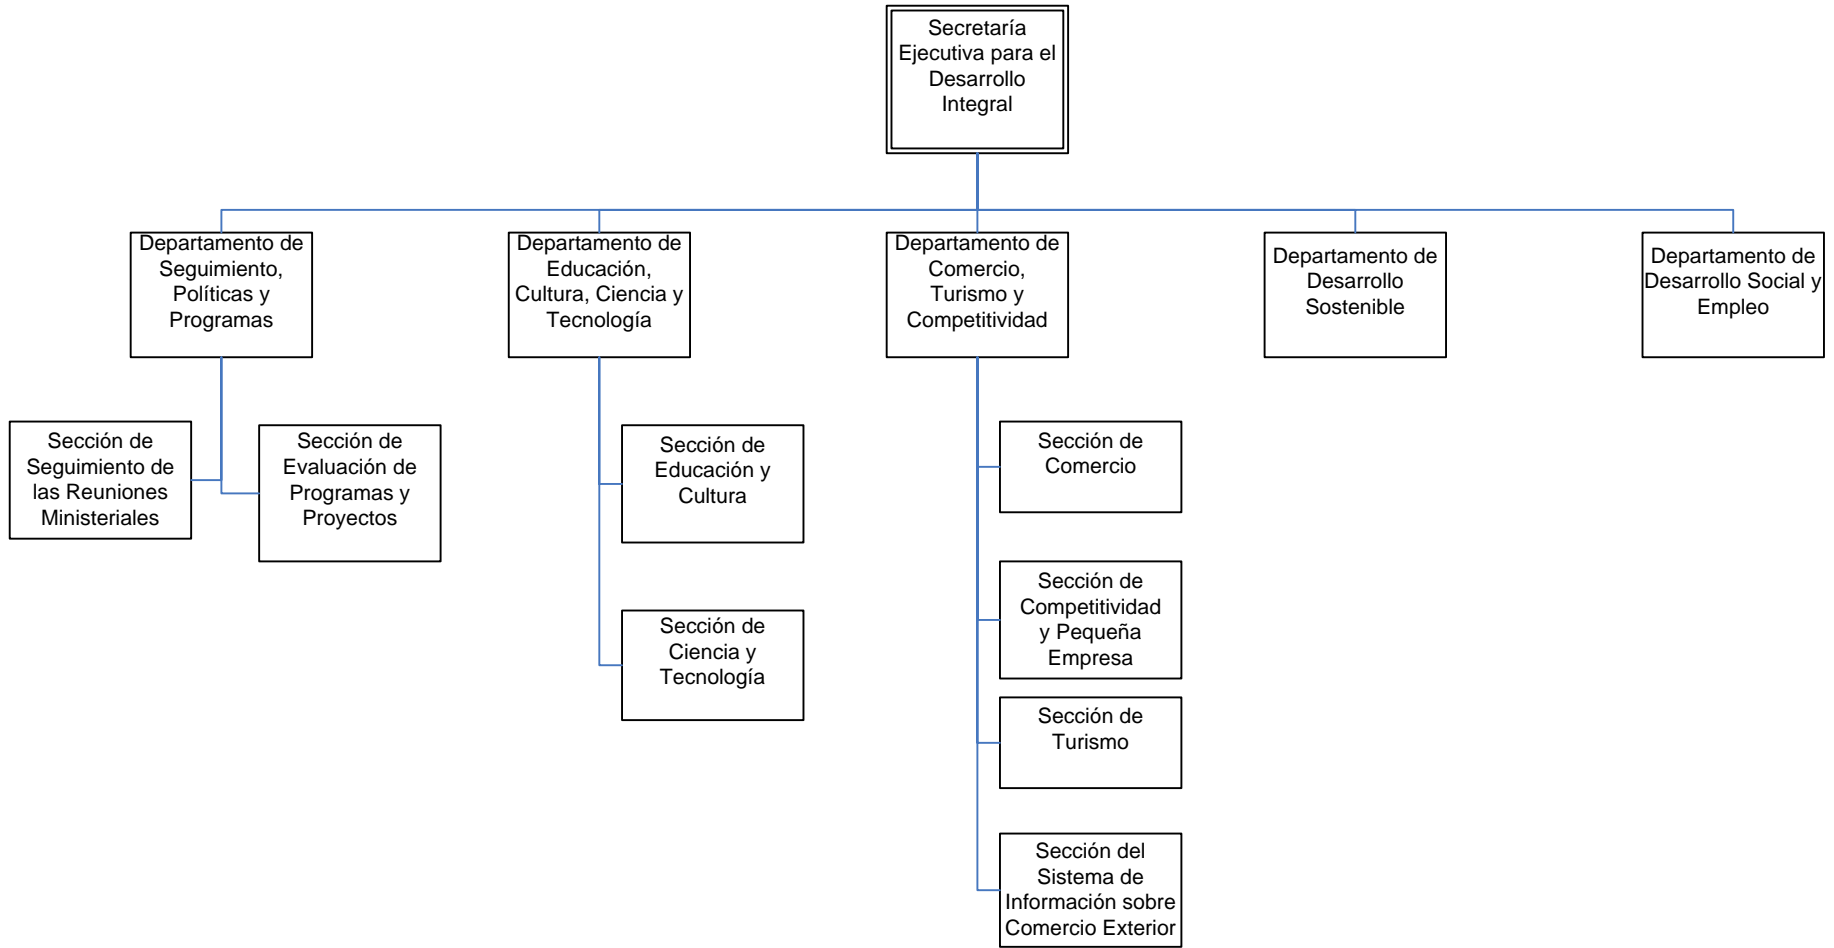 Secretaría
Ejecutiva para el
Desarrollo
Integral
Departamento de
Seguimiento,
Políticas y
Programas
Departamento de
Educación,
Cultura, Ciencia y
Tecnología
Departamento de
Comercio,
Turismo y
Competitividad
Departamento de
Desarrollo
Sostenible
Departamento de
Desarrollo Social y
Empleo
Sección de
Seguimiento de
las Reuniones
Ministeriales
Sección de
Evaluación de
Programas y
Proyectos
Sección de
Educación y
Cultura
Sección de
Ciencia y
Tecnología
Sección de
Comercio
Sección de
Competitividad
y Pequeña
Empresa
Sección de
Turismo
Sección del
Sistema de
Información sobre
Comercio Exterior